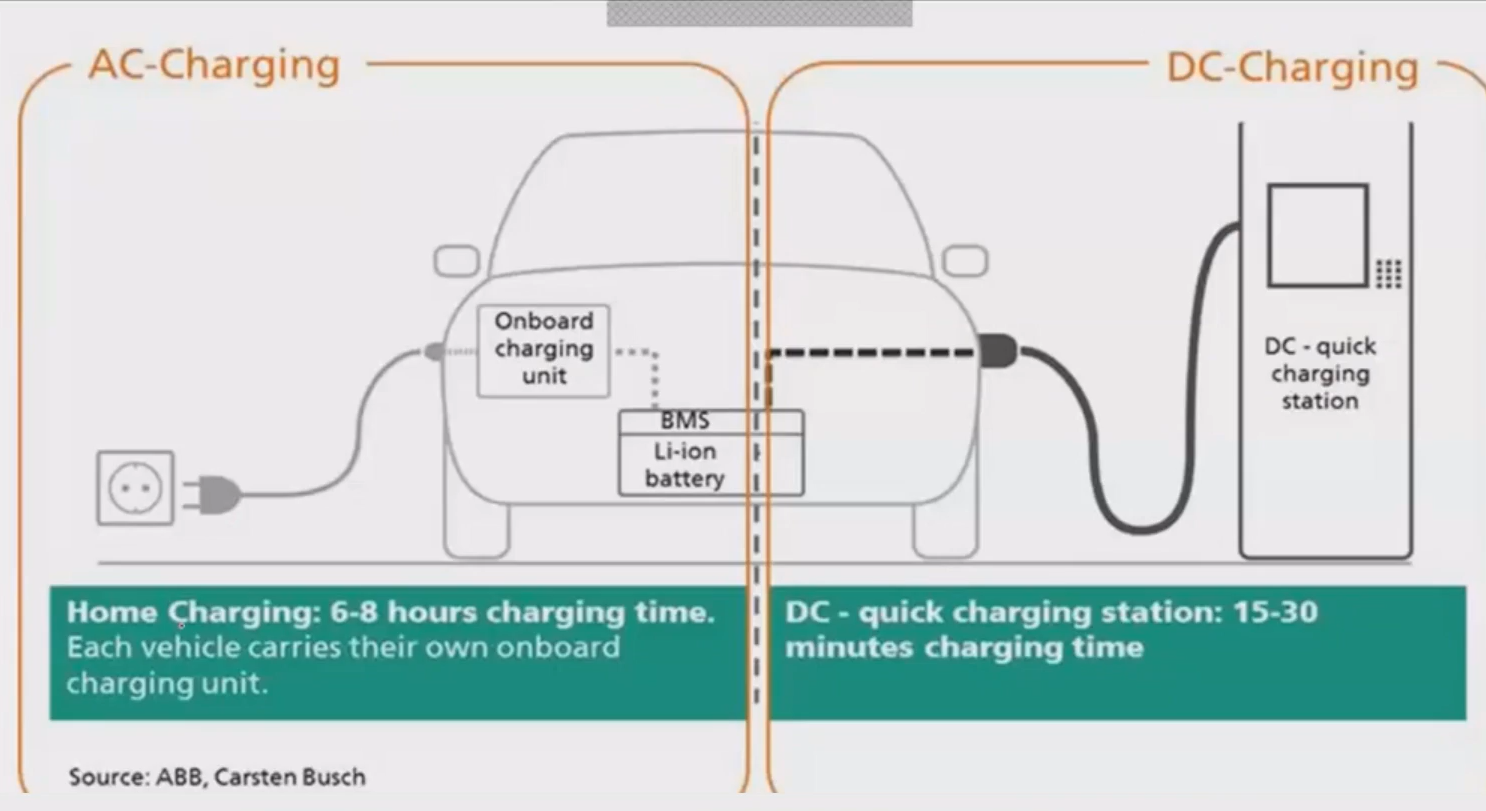 AC-Charging
DC-Charging
Onboard
charging
unit
BMS
Li-ion
battery
DC - quick
charging
station
Home Charging: 6-8 hours charging time.
Each vehicle carries their own onboard
charging unit.
DC - quick charging station: 15-30
minutes charging time
Source: ABB, Carsten Busch